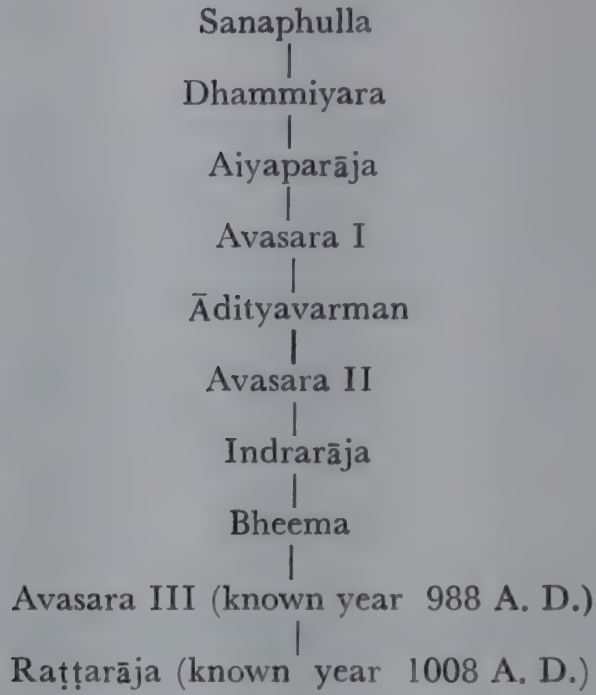 Sanaphulla
Dhammiyara
Aiyaparāja
Avasara I
Ādityavarman
Avasara II
Indrarāja
Bheema
Avasara III (known year 988 A. D.)
Raṭṭarāja (known year 1008 A. D.)